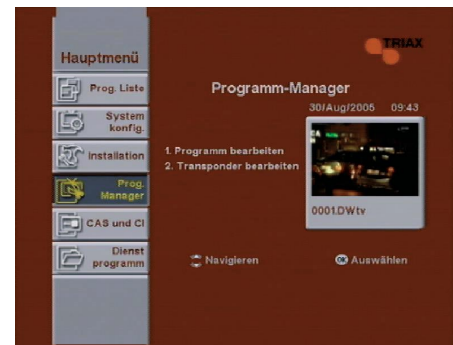 Hauptmenü
Prog. Liste
System
konfig.
Installation
Prog.
Manager
CAS und CI
Dienst
programm
TRIAX
Programm-Manager
30/Aug/2005 09:43
1. Programm bearbeiten
2. Transponder bearbeiten
0001.DWtv
Navigieren
OK Auswählen